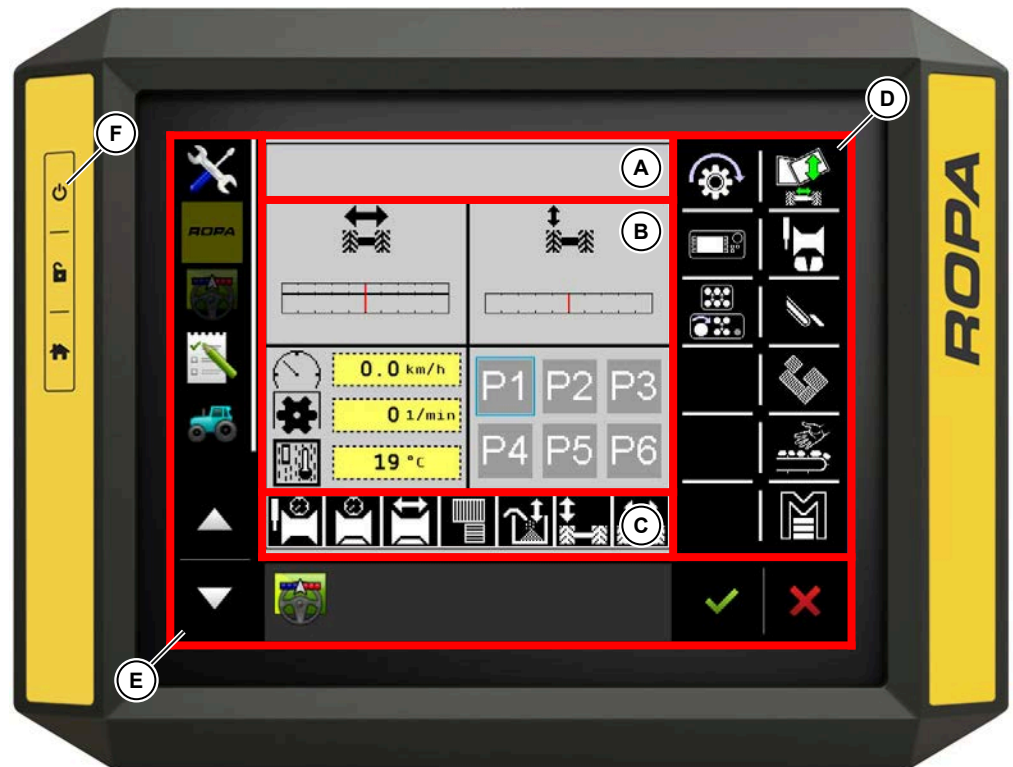 D
F
A
ROPA
B
ROPA
0.0 km/h
0 1/min
19 °C
P1 P2 P3
P4 P5 P6
C
E